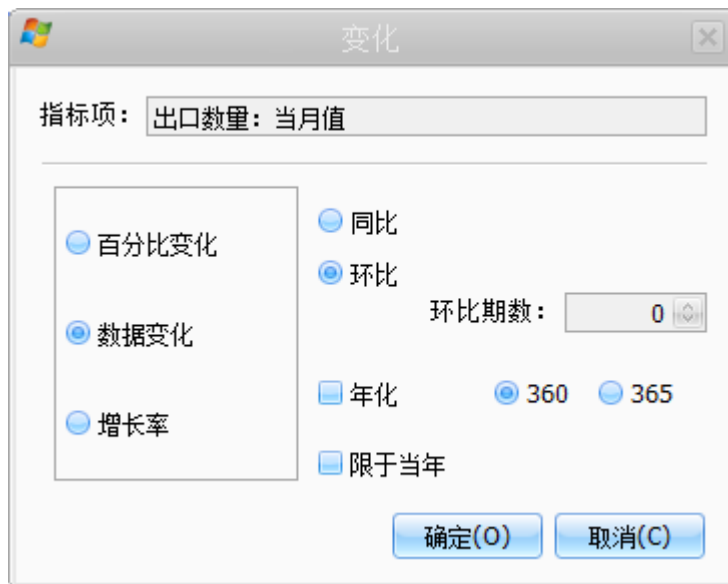 变化
指标项：出口数量：当月值
百分比变化
数据变化
增长率
同比
环比
环比期数： 0
年化 360 365
限于当年
确定(O) 取消(C)